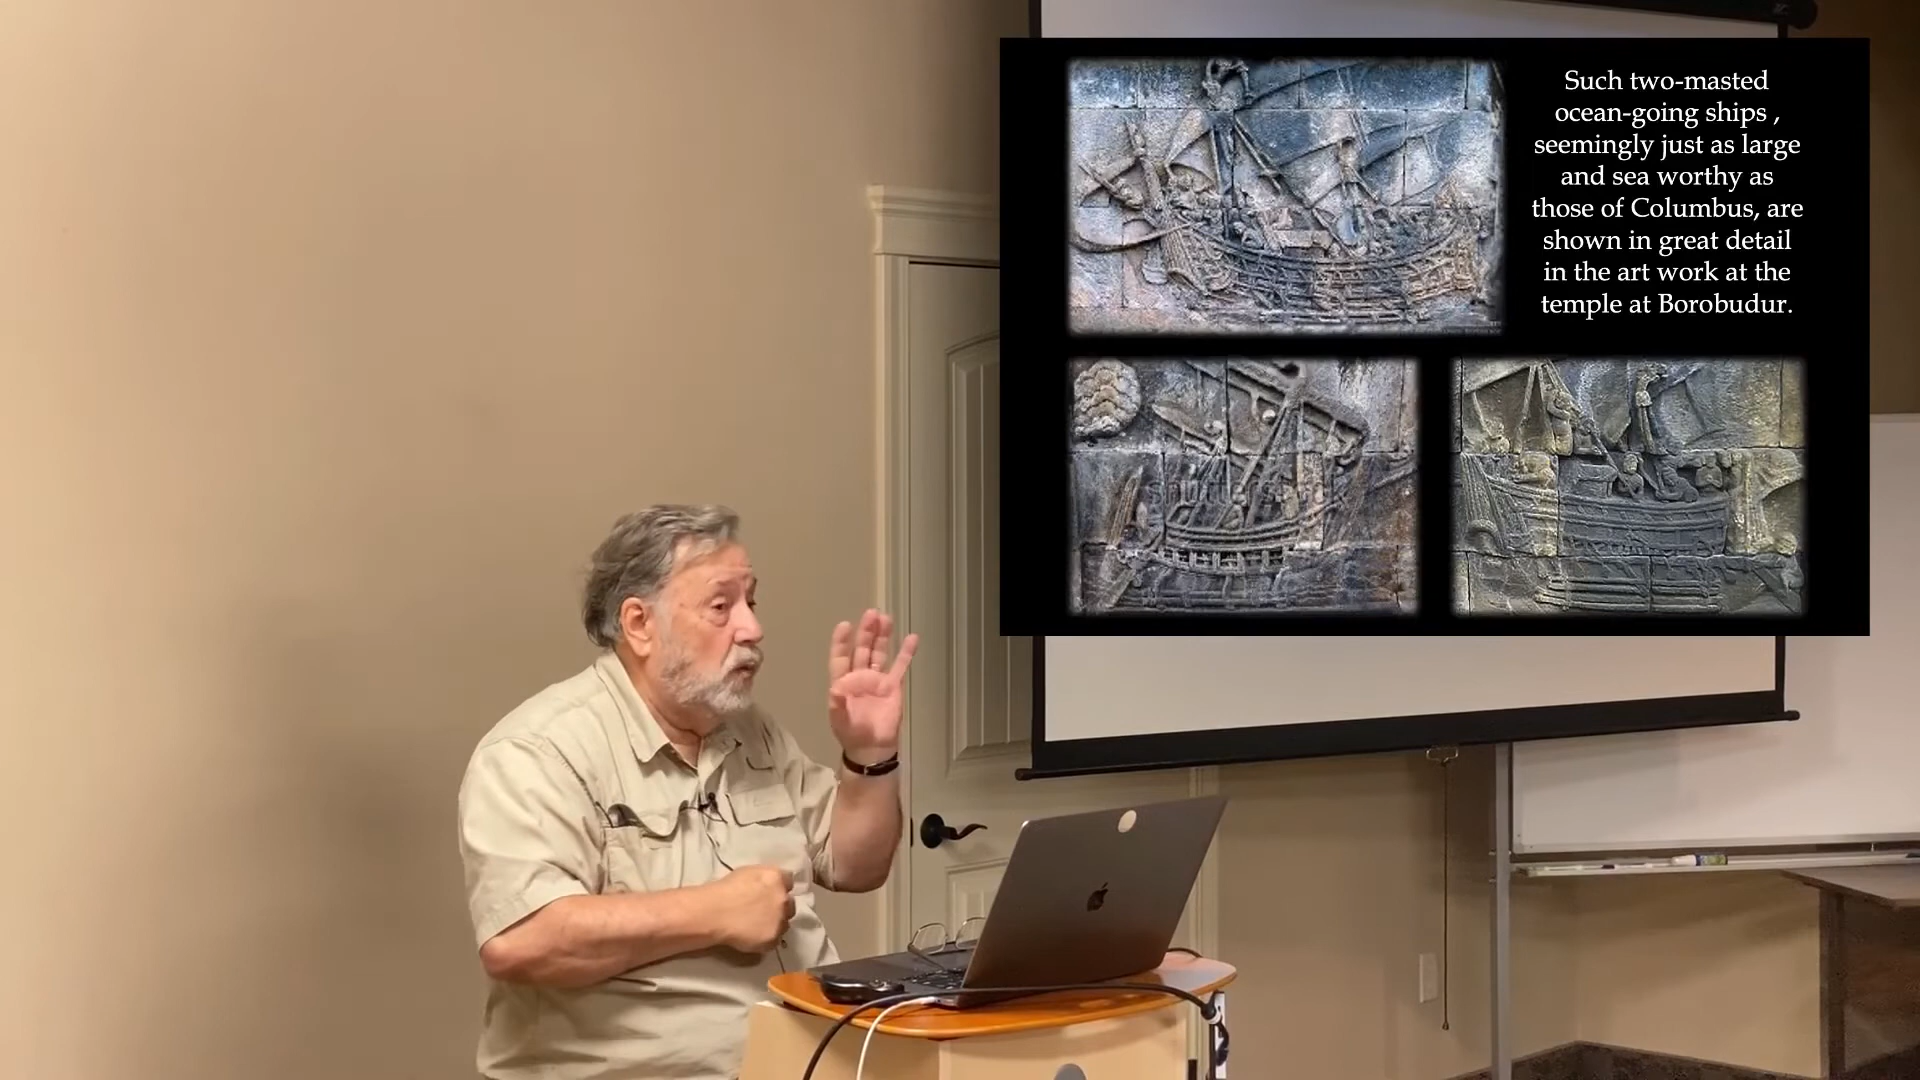 Such two-masted
ocean-going ships ,
seemingly just as large
and sea worthy as
those of Columbus, are
shown in great detail
in the art work at the
temple at Borobudur.
shutterstock